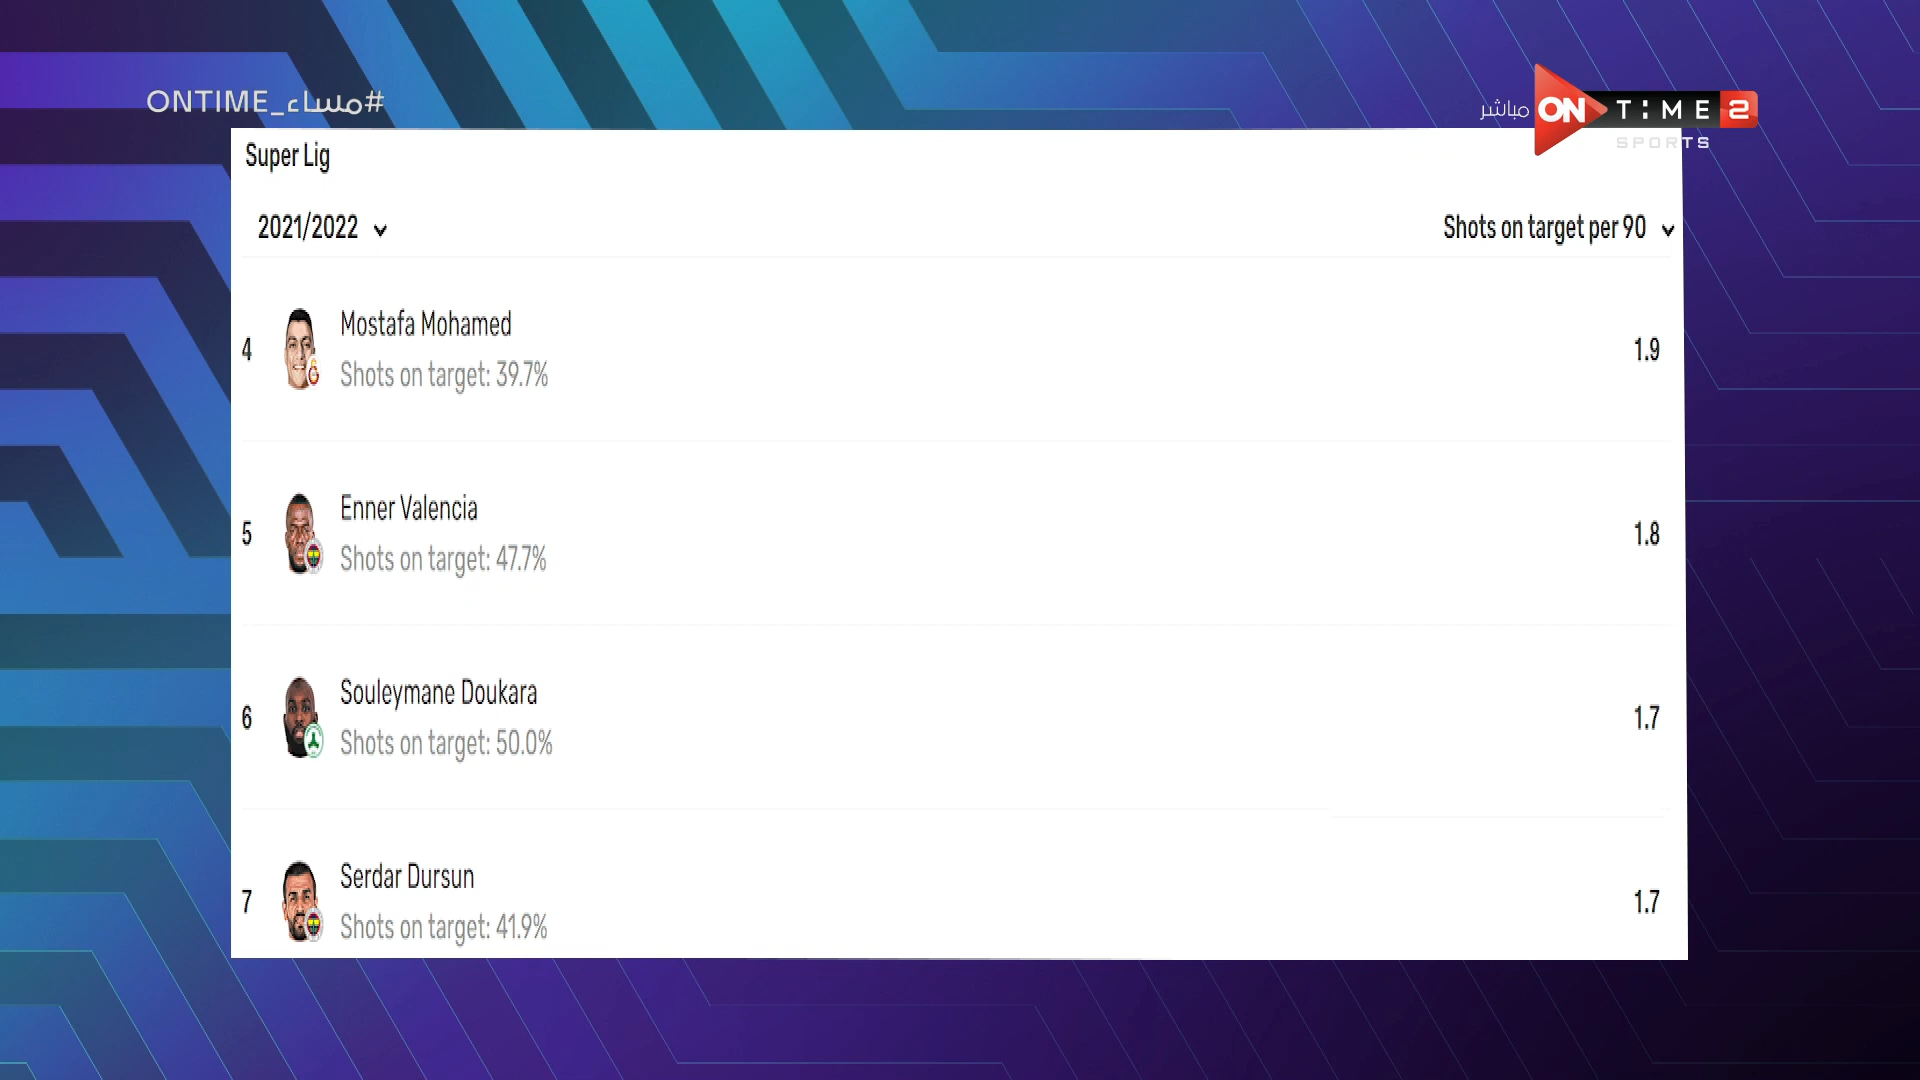 #مساء_ONTIME
مباشر ON TIME 2
SPORTS
Super Lig
2021/2022
Shots on target per 90
4
Mostafa Mohamed
Shots on target: 39.7%
1.9
5
Enner Valencia
Shots on target: 47.7%
1.8
6
Souleymane Doukara
Shots on target: 50.0%
1.7
7
Serdar Dursun
Shots on target: 41.9%
1.7